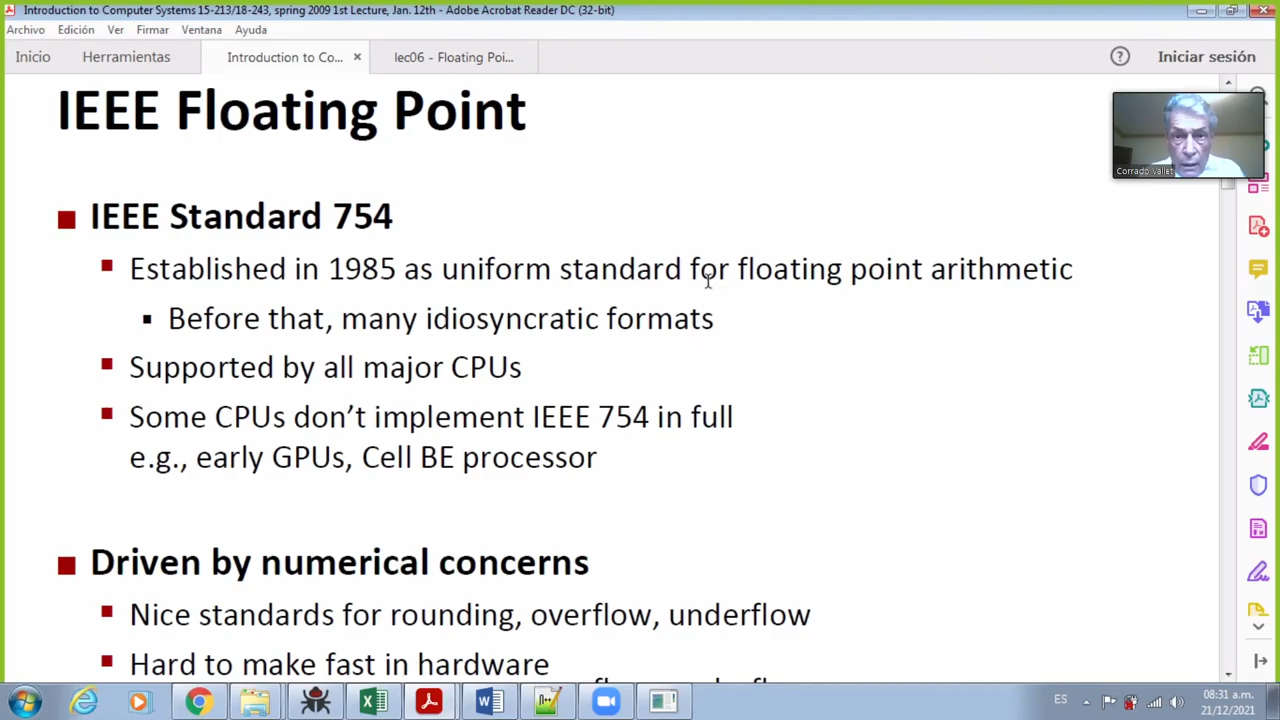 Introduction to Computer Systems 15-213/18-243, spring 2009 1st Lecture, Jan. 12th - Adobe Acrobat Reader DC (32-bit)
Archivo Edición Ver Firmar Ventana Ayuda
Inicio Herramientas Introduction to Co... × lec06 - Floating Poi... ? Iniciar sesión
IEEE Floating Point
Corrado Vallet
IEEE Standard 754
Established in 1985 as uniform standard for floating point arithmetic
Before that, many idiosyncratic formats
Supported by all major CPUs
Some CPUs don’t implement IEEE 754 in full
e.g., early GPUs, Cell BE processor
Driven by numerical concerns
Nice standards for rounding, overflow, underflow
Hard to make fast in hardware
ES 08:31 a.m.
21/12/2021